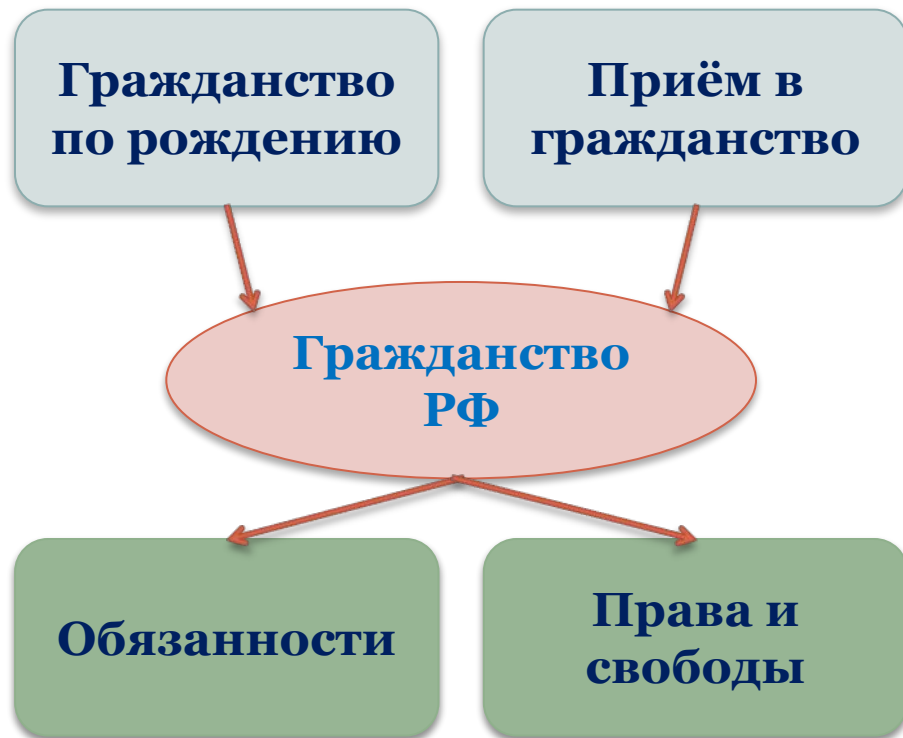 Гражданство
по рождению
Приём в
гражданство
Гражданство
РФ
Обязанности
Права и
свободы